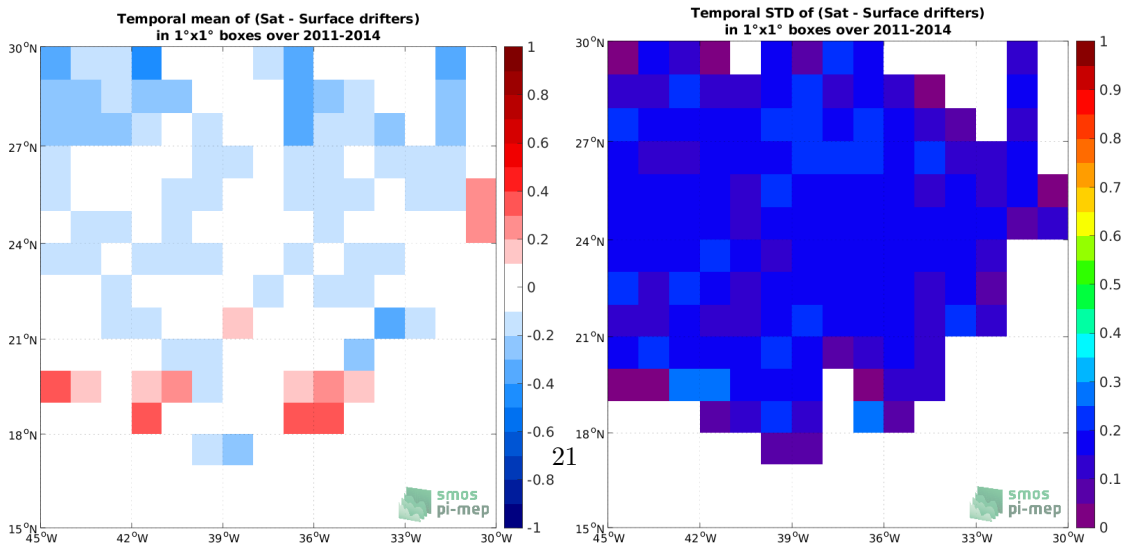 Temporal mean of (Sat - Surface drifters)
in 1°x1° boxes over 2011-2014
30°N
27°N
24°N
21°N
18°N
15°N
45°W
42°W
39°W
36°W
33°W
30°W
1
0.8
0.6
0.4
0.2
0
-0.2
-0.4
-0.6
-0.8
-1
smos
pi-mep
21
Temporal STD of (Sat - Surface drifters)
in 1°x1° boxes over 2011-2014
30°N
27°N
24°N
21°N
18°N
15°N
45°W
42°W
39°W
36°W
33°W
30°W
1
0.9
0.8
0.7
0.6
0.5
0.4
0.3
0.2
0.1
0
smos
pi-mep